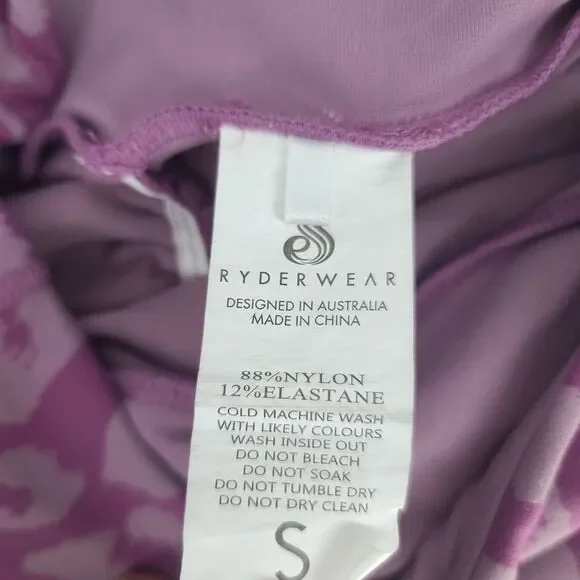 RYDERWEAR
DESIGNED IN AUSTRALIA
MADE IN CHINA
88%NYLON
12%ELASTANE
COLD MACHINE WASH
WITH LIKELY COLOURS
WASH INSIDE OUT
DO NOT BLEACH
DO NOT SOAK
DO NOT TUMBLE DRY
DO NOT DRY CLEAN
S